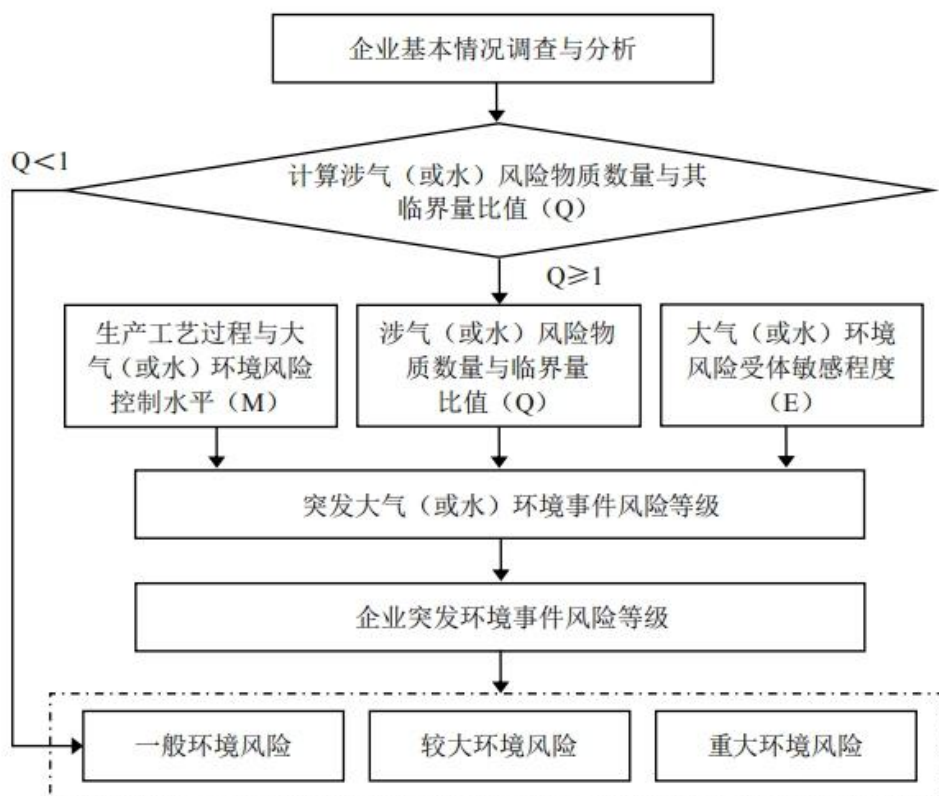 企业基本情况调查与分析
Q＜1
计算涉气（或水）风险物质数量与其
临界量比值（Q）
Q≥1
生产工艺过程与大
气（或水）环境风险
控制水平（M）
涉气（或水）风险物
质数量与临界量
比值（Q）
大气（或水）环境
风险受体敏感程度
（E）
突发大气（或水）环境事件风险等级
企业突发环境事件风险等级
一般环境风险
较大环境风险
重大环境风险